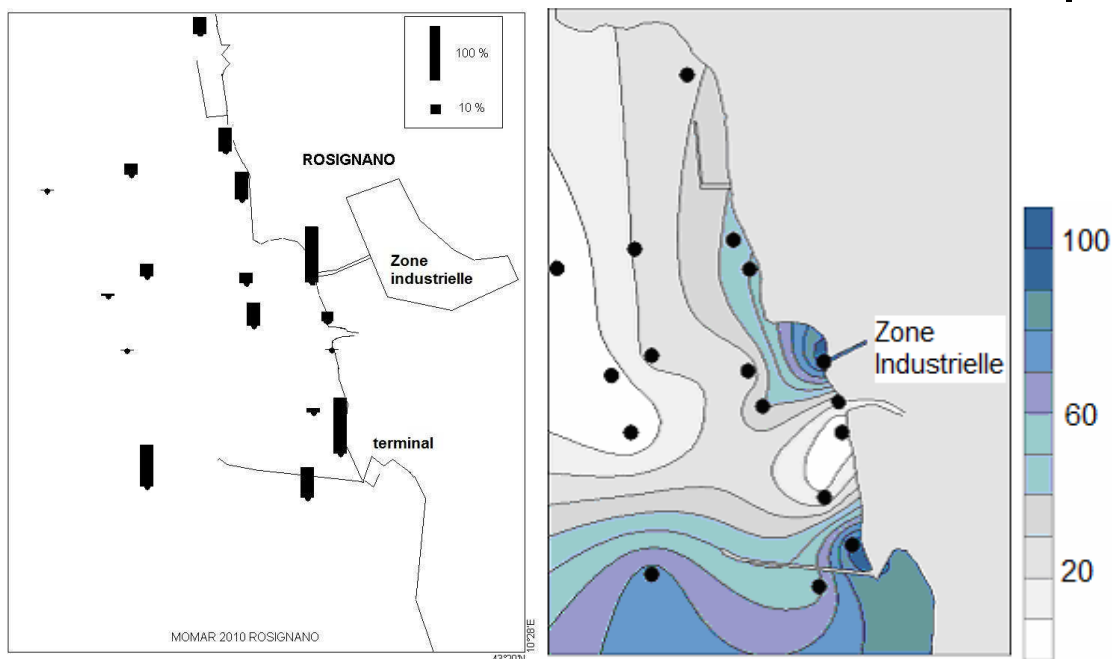 100 %
10 %
ROSIGNANO
Zone
industrielle
terminal
MOMAR 2010 ROSIGNANO
10°28'E
Zone
Industrielle
100
60
20